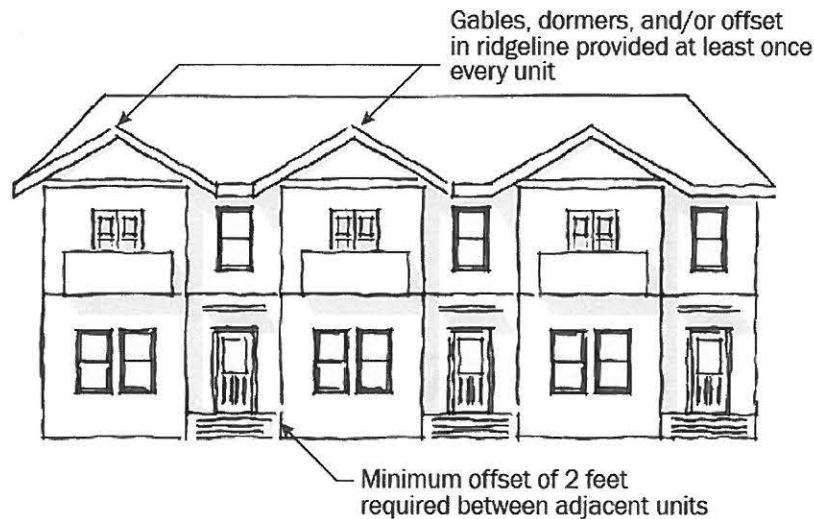 Gables, dormers, and/or offset
in ridgeline provided at least once
every unit
Minimum offset of 2 feet
required between adjacent units